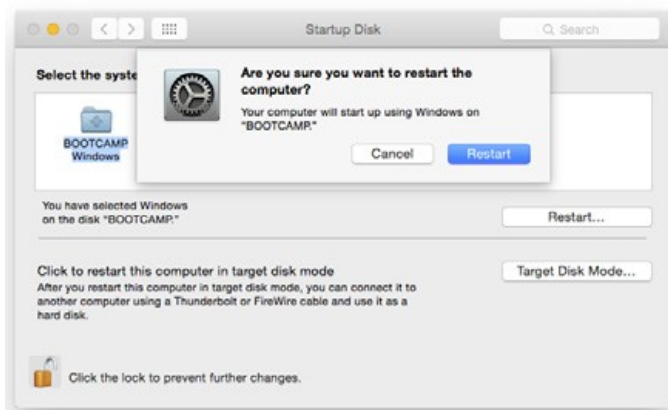 Startup Disk
Search
Select the syste
Are you sure you want to restart the
computer?
Your computer will start up using Windows on
"BOOTCAMP."
Cancel
Restart
BOOTCAMP
Windows
You have selected Windows
on the disk "BOOTCAMP."
Restart...
Click to restart this computer in target disk mode
After you restart this computer in target disk mode, you can connect it to
another computer using a Thunderbolt or FireWire cable and use it as a
hard disk.
Target Disk Mode...
Click the lock to prevent further changes.